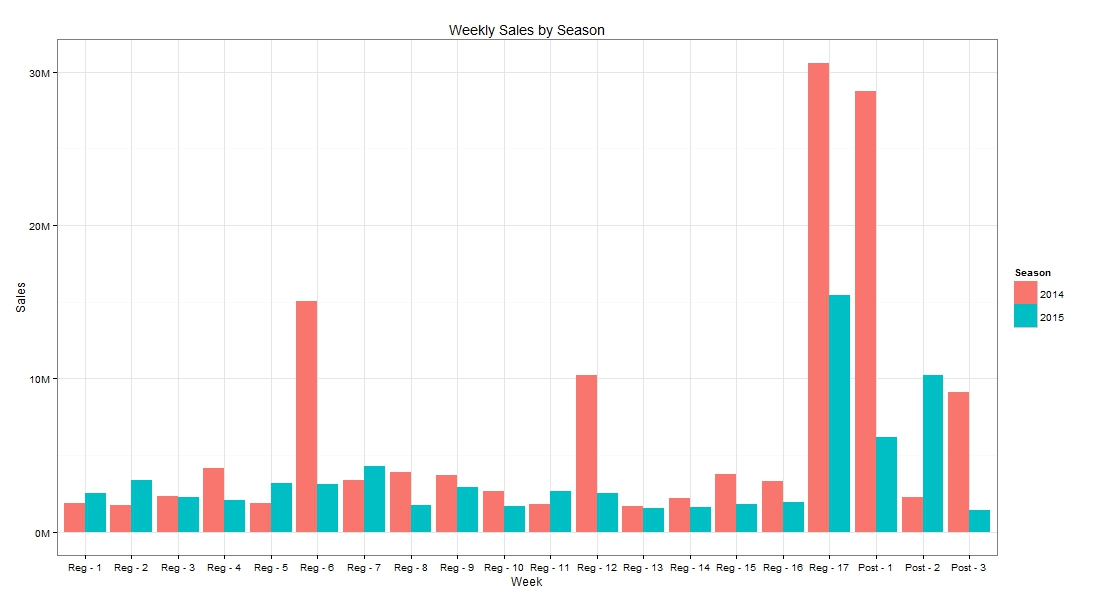 Weekly Sales by Season
30M
20M
10M
0M
Sales
Reg - 1 Reg - 2 Reg - 3 Reg - 4 Reg - 5 Reg - 6 Reg - 7 Reg - 8 Reg - 9 Reg - 10 Reg - 11 Reg - 12 Reg - 13 Reg - 14 Reg - 15 Reg - 16 Reg - 17 Post - 1 Post - 2 Post - 3
Week
Season
2014
2015